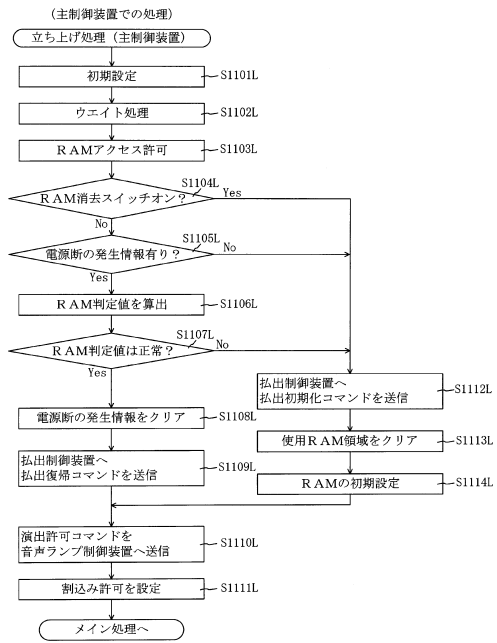 (主制御装置での処理)
立ち上げ処理(主制御装置)
初期設定
S1101L
ウエイト処理
S1102L
RAMアクセス許可
S1103L
S1104L
RAM消去スイッチオン?
Yes
No
S1105L
電源断の発生情報有り?
No
Yes
RAM判定値を算出
S1106L
S1107L
RAM判定値は正常?
No
Yes
払出制御装置へ
払出初期化コマンドを送信
S1112L
電源断の発生情報をクリア
S1108L
使用RAM領域をクリア
S1113L
払出制御装置へ
払出復帰コマンドを送信
S1109L
RAMの初期設定
S1114L
演出許可コマンドを
音声ランプ制御装置へ送信
S1110L
割込み許可を設定
S1111L
メイン処理へ